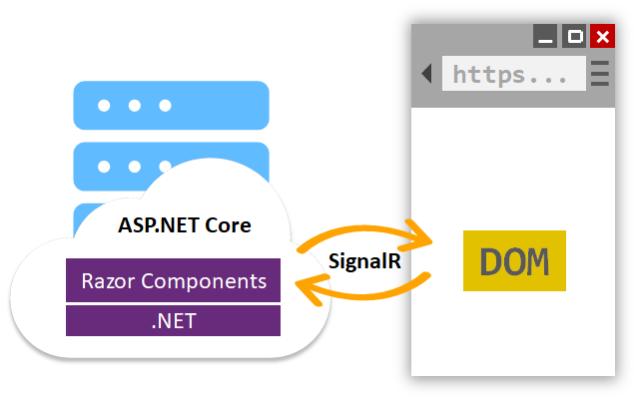 https...
ASP.NET Core
SignalR
DOM
Razor Components
.NET